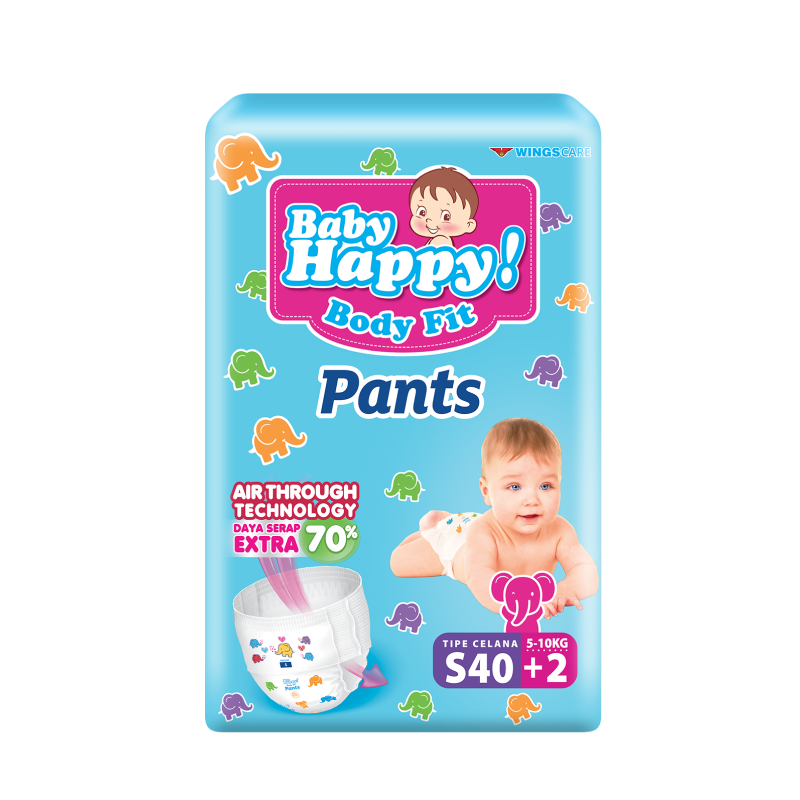 WINGSCARE
Baby
Happy!
Body Fit
Pants
AIR THROUGH
TECHNOLOGY
DAYA SERAP
EXTRA 70%
Pants
TIPE CELANA 5-10KG
S40 +2